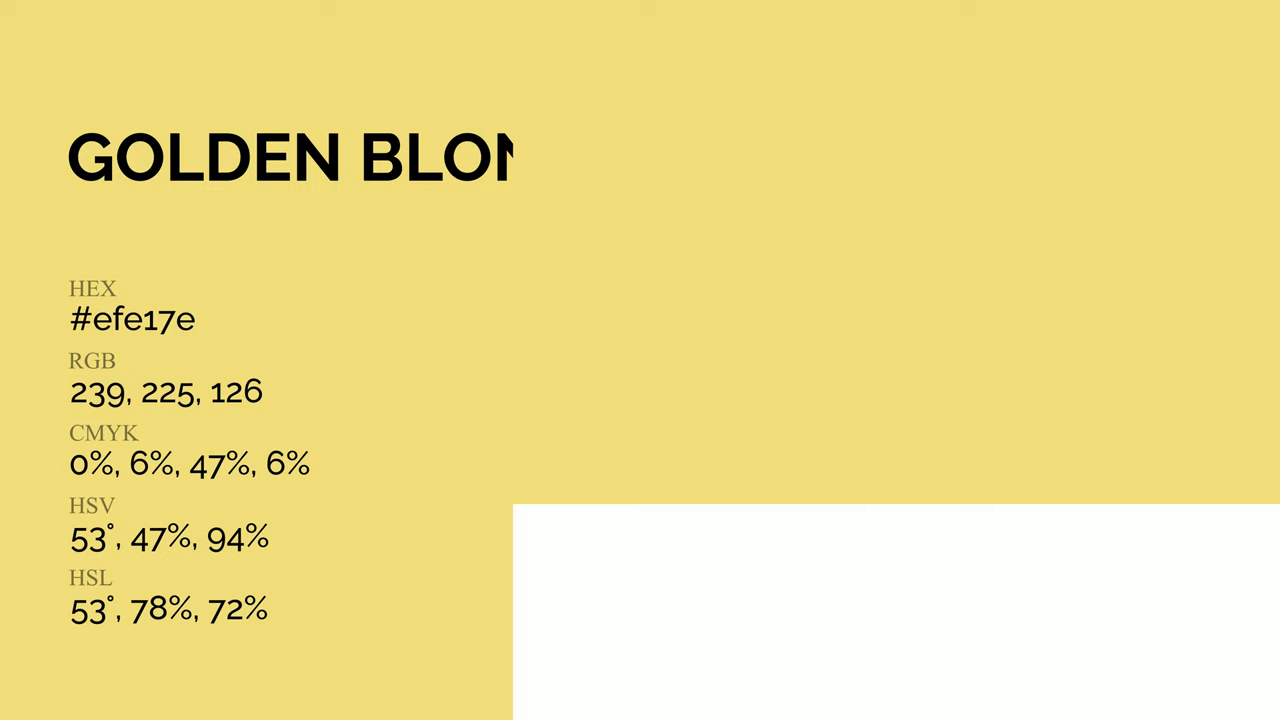 GOLDEN
HEX
#efe17e
RGB
239, 225, 126
CMYK
0%, 6%, 47%, 6%
HSV
53°, 47%, 94%
HSL
53°, 78%, 72%